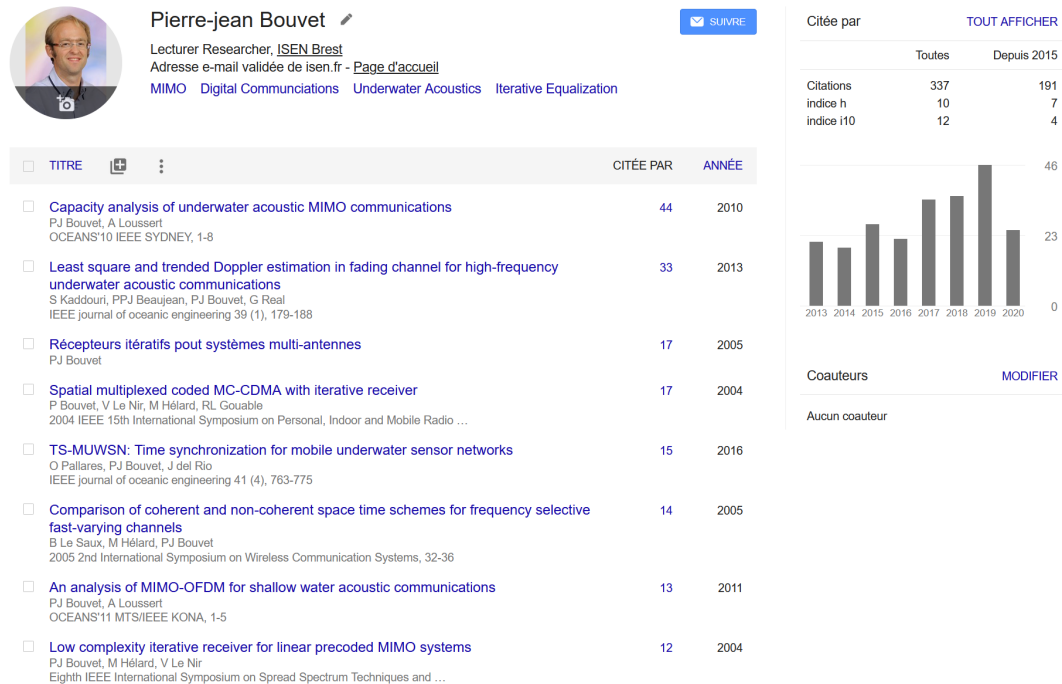 Pierre-jean Bouvet
SUIVRE
Lecturer Researcher, ISEN Brest
Adresse e-mail validée de isen.fr - Page d'accueil
MIMO Digital Communciations Underwater Acoustics Iterative Equalization
TITRE CITÉE PAR ANNÉE
Capacity analysis of underwater acoustic MIMO communications 44 2010
PJ Bouvet, A Loussert
OCEANS'10 IEEE SYDNEY, 1-8
Least square and trended Doppler estimation in fading channel for high-frequency 33 2013
underwater acoustic communications
S Kaddouri, PPJ Beaujean, PJ Bouvet, G Real
IEEE journal of oceanic engineering 39 (1), 179-188
Récepteurs itératifs pout systèmes multi-antennes 17 2005
PJ Bouvet
Spatial multiplexed coded MC-CDMA with iterative receiver 17 2004
P Bouvet, V Le Nir, M Hélard, RL Gouable
2004 IEEE 15th International Symposium on Personal, Indoor and Mobile Radio …
TS-MUWSN: Time synchronization for mobile underwater sensor networks 15 2016
O Pallares, PJ Bouvet, J del Rio
IEEE journal of oceanic engineering 41 (4), 763-775
Comparison of coherent and non-coherent space time schemes for frequency selective 14 2005
fast-varying channels
B Le Saux, M Hélard, PJ Bouvet
2005 2nd International Symposium on Wireless Communication Systems, 32-36
An analysis of MIMO-OFDM for shallow water acoustic communications 13 2011
PJ Bouvet, A Loussert
OCEANS'11 MTS/IEEE KONA, 1-5
Low complexity iterative receiver for linear precoded MIMO systems 12 2004
PJ Bouvet, M Hélard, V Le Nir
Eighth IEEE International Symposium on Spread Spectrum Techniques and …
Citée par TOUT AFFICHER
Toutes Depuis 2015
Citations 337 191
indice h 10 7
indice i10 12 4
46
23
0
2013 2014 2015 2016 2017 2018 2019 2020
Coauteurs MODIFIER
Aucun coauteur